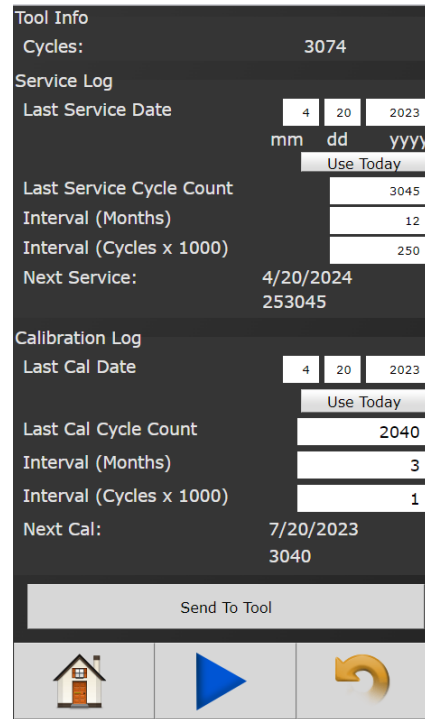 Tool Info
Cycles: 3074
Service Log
Last Service Date 4 20 2023
mm dd yyyy
Use Today
Last Service Cycle Count 3045
Interval (Months) 12
Interval (Cycles x 1000) 250
Next Service: 4/20/2024
253045
Calibration Log
Last Cal Date 4 20 2023
Use Today
Last Cal Cycle Count 2040
Interval (Months) 3
Interval (Cycles x 1000) 1
Next Cal: 7/20/2023
3040
Send To Tool